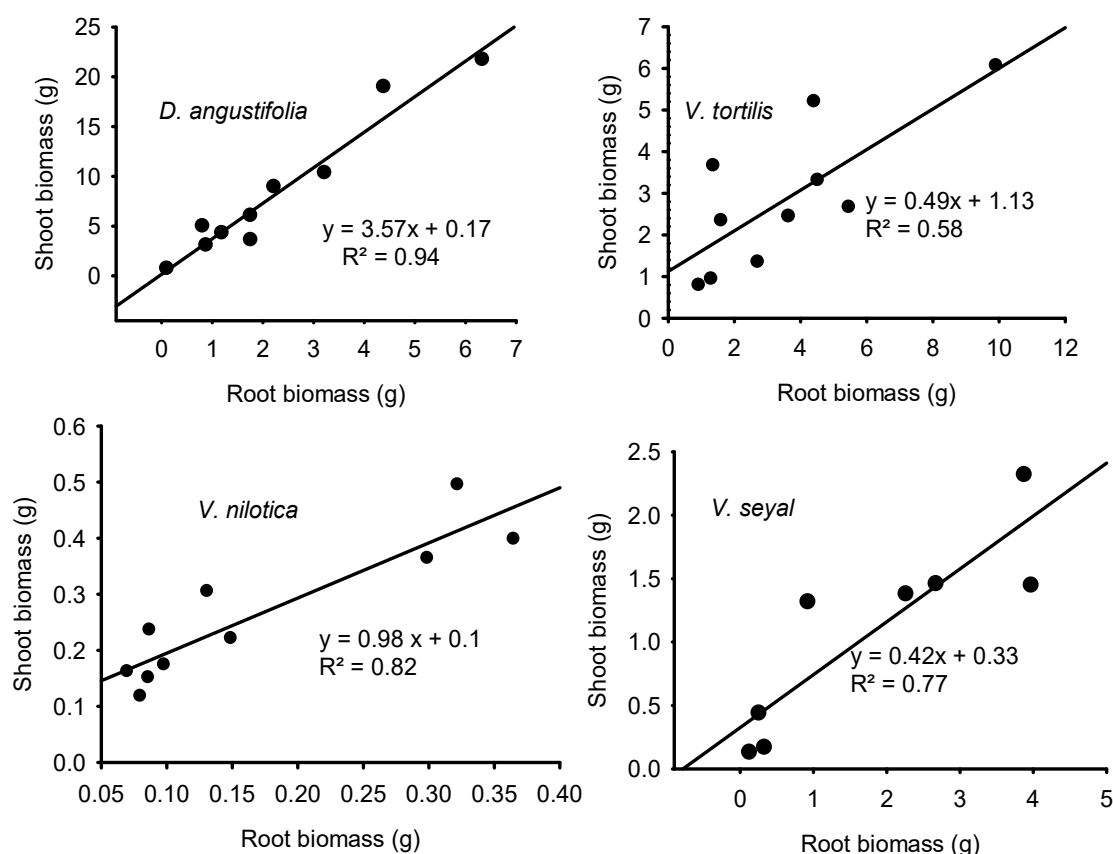 25
20
15
10
5
0
Shoot biomass (g)
D. angustifolia
y = 3.57x + 0.17
R² = 0.94
0 1 2 3 4 5 6 7
Root biomass (g)
7
6
5
4
3
2
1
0
Shoot biomass (g)
V. tortilis
y = 0.49x + 1.13
R² = 0.58
0 2 4 6 8 10 12
Root biomass (g)
0.6
0.5
0.4
0.3
0.2
0.1
0.0
Shoot biomass (g)
V. nilotica
y = 0.98 x + 0.1
R² = 0.82
0.05 0.10 0.15 0.20 0.25 0.30 0.35 0.40
Root biomass (g)
2.5
2.0
1.5
1.0
0.5
0.0
Shoot biomass (g)
V. seyal
y = 0.42x + 0.33
R² = 0.77
0 1 2 3 4 5
Root biomass (g)